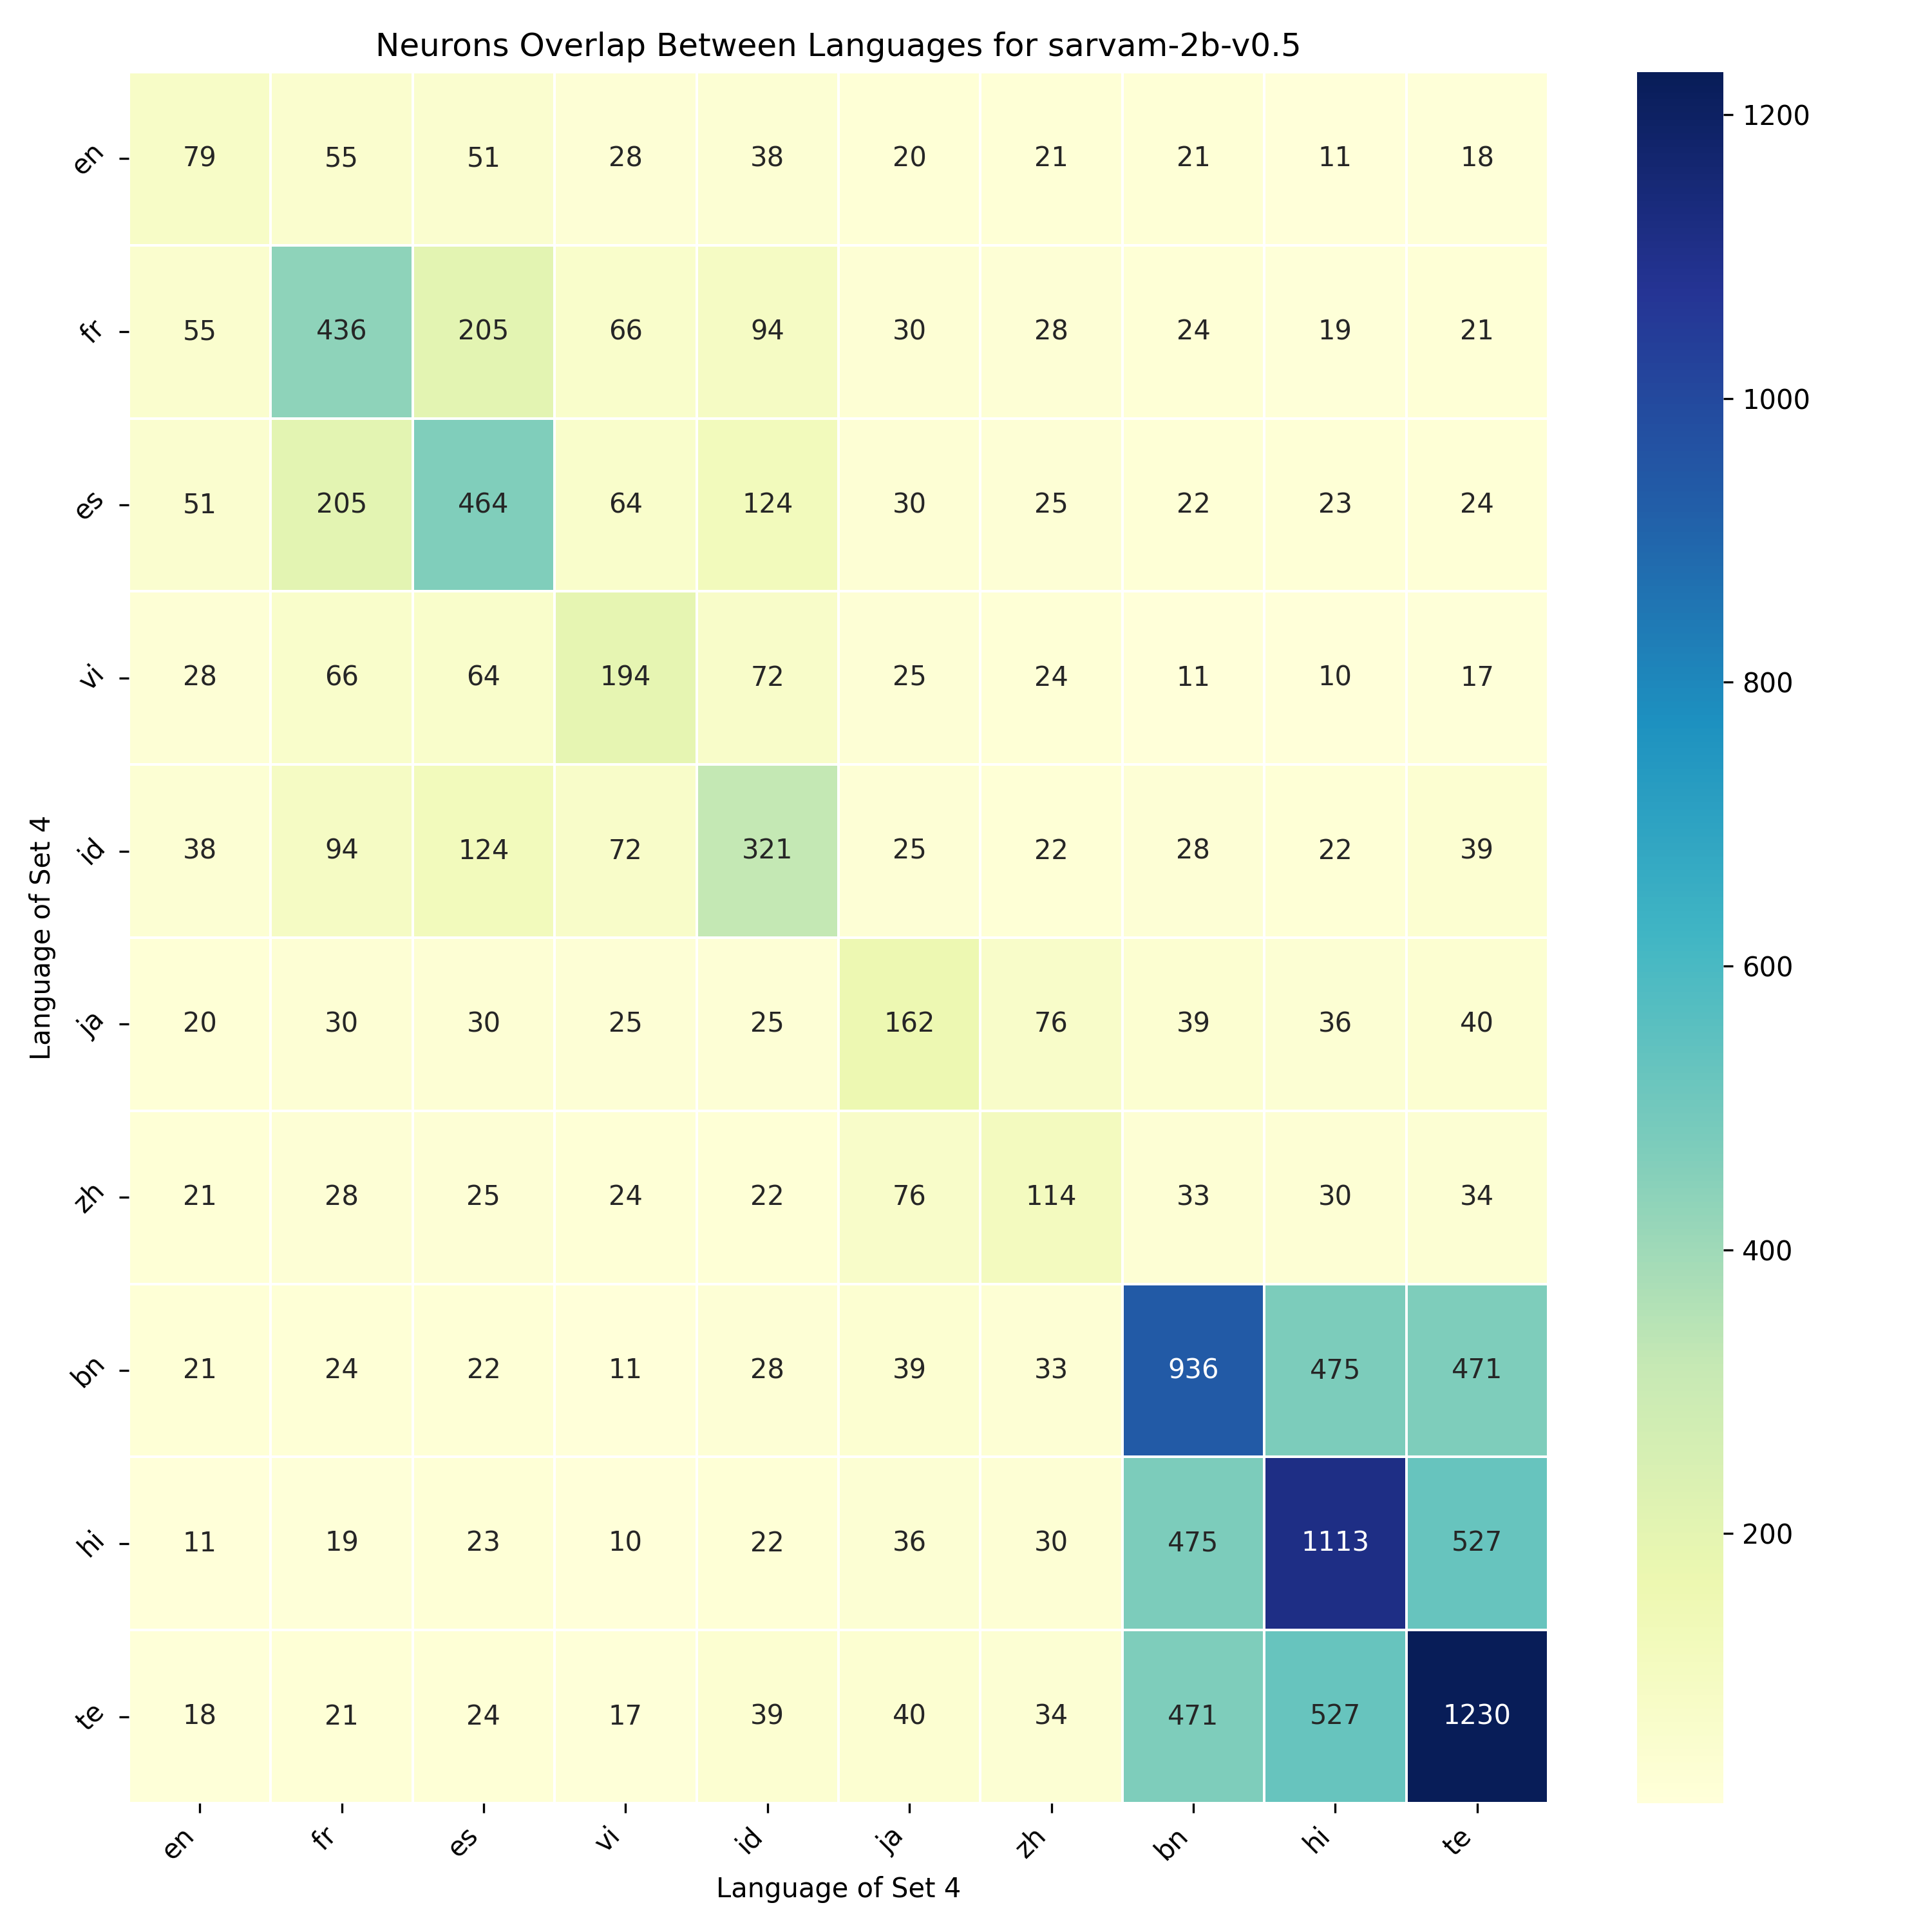 Neurons Overlap Between Languages for sarvam-2b-v0.5
en 79 55 51 28 38 20 21 21 11 18
fr 55 436 205 66 94 30 28 24 19 21
es 51 205 464 64 124 30 25 22 23 24
vi 28 66 64 194 72 25 24 11 10 17
id 38 94 124 72 321 25 22 28 22 39
ja 20 30 30 25 25 162 76 39 36 40
zh 21 28 25 24 22 76 114 33 30 34
bn 21 24 22 11 28 39 33 936 475 471
hi 11 19 23 10 22 36 30 475 1113 527
te 18 21 24 17 39 40 34 471 527 1230
en fr es vi id ja zh bn hi te
Language of Set 4
Language of Set 4
1200
1000
800
600
400
200